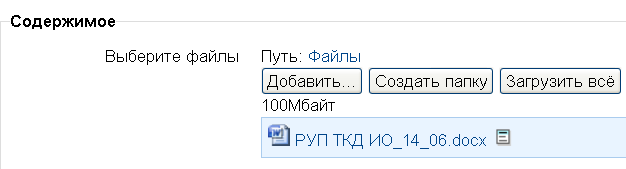 Содержимое
Выберите файлы Путь: Файлы
Добавить... Создать папку Загрузить всё
100Мбайт
РУП ТКД ИО_14_06.docx